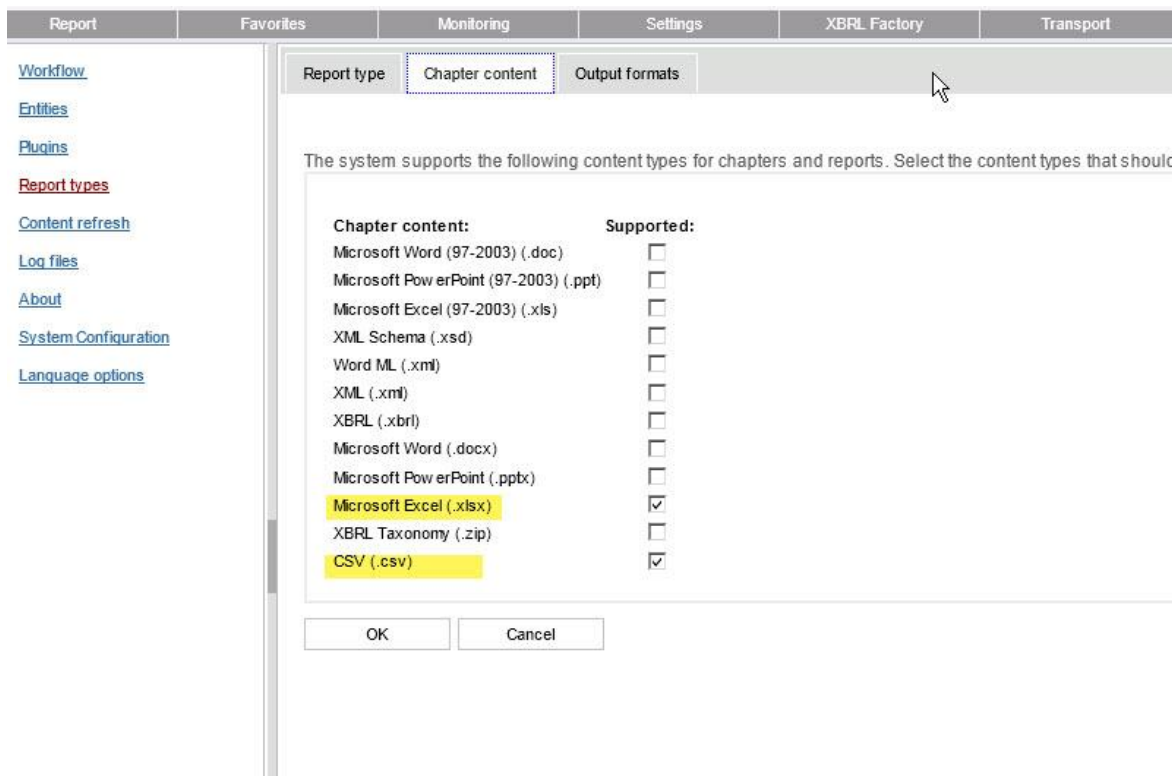 Report Favorites Monitoring Settings XBRL Factory Transport
Workflow
Entities
Plugins
Report types
Content refresh
Log files
About
System Configuration
Language options
Report type Chapter content Output formats
The system supports the following content types for chapters and reports. Select the content types that should
Chapter content: Supported:
Microsoft Word (97-2003) (.doc)
Microsoft PowerPoint (97-2003) (.ppt)
Microsoft Excel (97-2003) (.xls)
XML Schema (.xsd)
Word ML (.xml)
XML (.xml)
XBRL (.xbrl)
Microsoft Word (.docx)
Microsoft PowerPoint (.pptx)
Microsoft Excel (.xlsx)
XBRL Taxonomy (.zip)
CSV (.csv)
OK Cancel